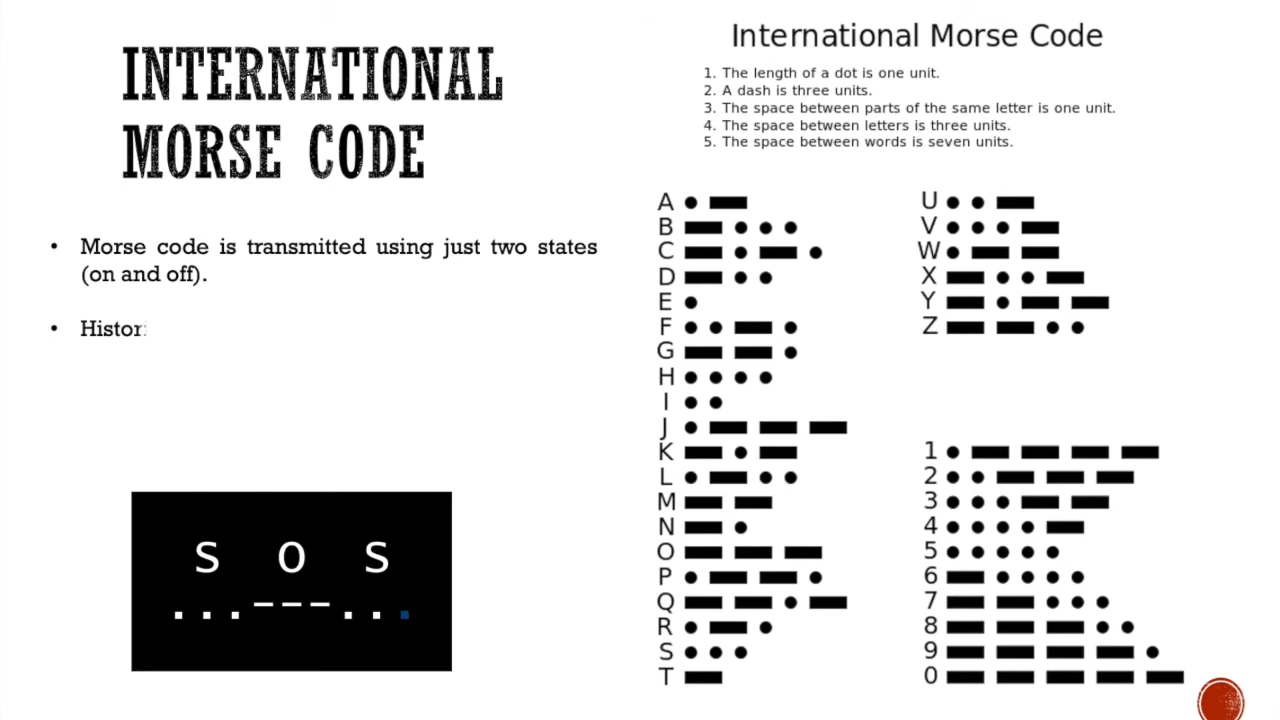 INTERNATIONAL
MORSE CODE
• Morse code is transmitted using just two states
(on and off).
• Histori
S O S
...---...
International Morse Code
1. The length of a dot is one unit.
2. A dash is three units.
3. The space between parts of the same letter is one unit.
4. The space between letters is three units.
5. The space between words is seven units.
A ● ▬
B ▬ ● ● ●
C ▬ ● ▬ ●
D ▬ ● ●
E ●
F ● ● ▬ ●
G ▬ ▬ ●
H ● ● ● ●
I ● ●
J ● ▬ ▬ ▬
K ▬ ● ▬
L ● ▬ ● ●
M ▬ ▬
N ▬ ●
O ▬ ▬ ▬
P ● ▬ ▬ ●
Q ▬ ▬ ● ▬
R ● ▬ ●
S ● ● ●
T ▬
U ● ● ▬
V ● ● ● ▬
W ● ▬ ▬
X ▬ ● ● ▬
Y ▬ ● ▬ ▬
Z ▬ ▬ ● ●
1 ● ▬ ▬ ▬ ▬
2 ● ● ▬ ▬ ▬
3 ● ● ● ▬ ▬
4 ● ● ● ● ▬
5 ● ● ● ● ●
6 ▬ ● ● ● ●
7 ▬ ▬ ● ● ●
8 ▬ ▬ ▬ ● ●
9 ▬ ▬ ▬ ▬ ●
0 ▬ ▬ ▬ ▬ ▬